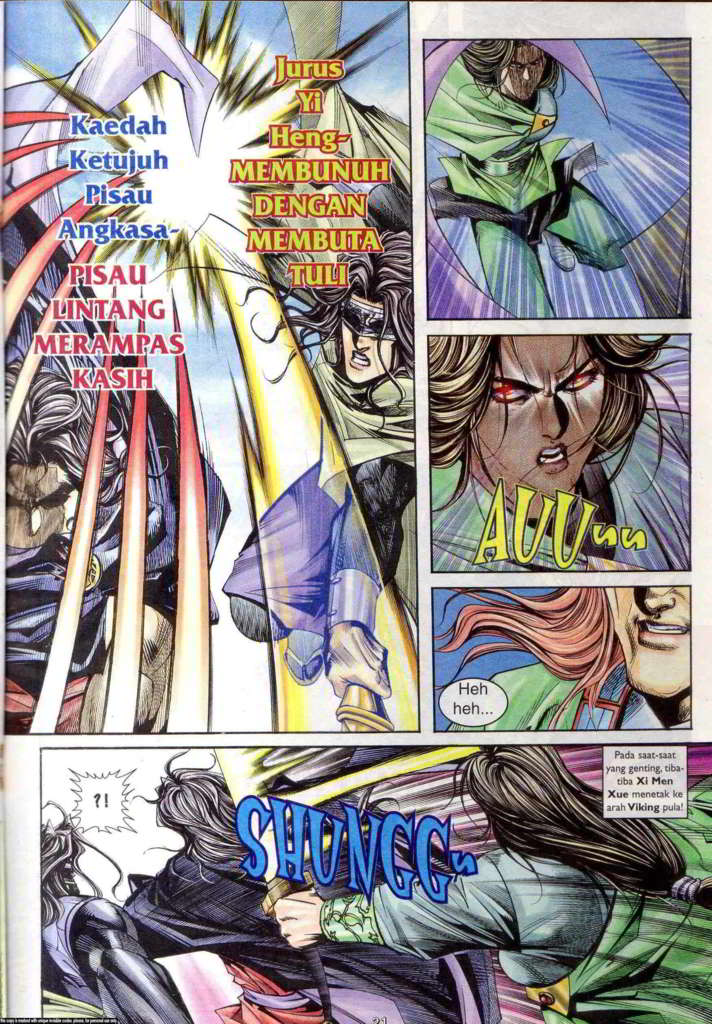 Kaedah
Ketujuh
Pisau
Angkasa-
PISAU
LINTANG
MERAMPAS
KASIH
Jurus
Yi
Heng-
MEMBUNUH
DENGAN
MEMBUTA
TULI
AUUuu
Heh
heh...
Pada saat-saat
yang genting, tiba-
tiba Xi Men
Xue menetak ke
arah Viking pula!
?!
SHUNGGu
21